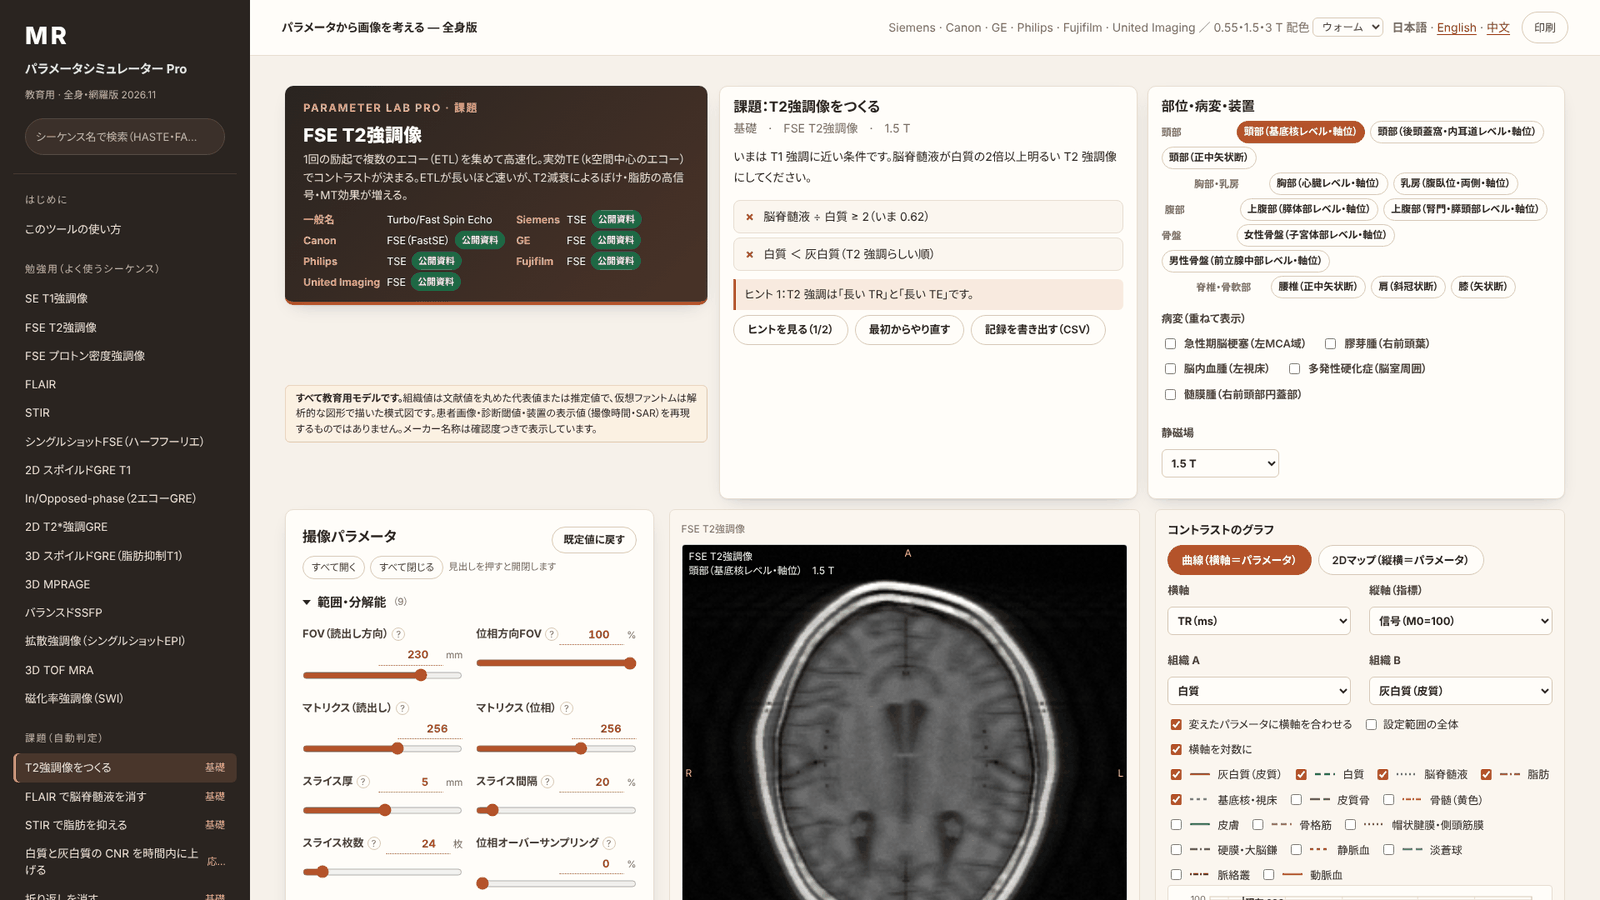 MR
パラメータシミュレーター Pro
教育用・全身・網羅版 2026.11
シーケンス名で検索（HASTE・FA…
はじめに
このツールの使い方
勉強用（よく使うシーケンス）
SE T1強調像
FSE T2強調像
FSE プロトン密度強調像
FLAIR
STIR
シングルショットFSE（ハーフフーリエ）
2D スポイルドGRE T1
In/Opposed-phase（2エコーGRE）
2D T2*強調GRE
3D スポイルドGRE（脂肪抑制T1）
3D MPRAGE
バランスドSSFP
拡散強調像（シングルショットEPI）
3D TOF MRA
磁化率強調像（SWI）
課題（自動判定）
T2強調像をつくる 基礎
FLAIR で脳脊髄液を消す 基礎
STIR で脂肪を抑える 基礎
白質と灰白質の CNR を時間内に上げる 応…
折り返しを消す 基礎
パラメータから画像を考える — 全身版
Siemens · Canon · GE · Philips · Fujifilm · United Imaging ／ 0.55・1.5・3 T 配色 ウォーム 日本語 · English · 中文 印刷
PARAMETER LAB PRO · 課題
FSE T2強調像
1回の励起で複数のエコー（ETL）を集めて高速化。実効TE（k空間中心のエコー）
でコントラストが決まる。ETLが長いほど速いが、T2減衰によるぼけ・脂肪の高信
号・MT効果が増える。
一般名 Turbo/Fast Spin Echo Siemens TSE 公開資料
Canon FSE（FastSE） 公開資料 GE FSE 公開資料
Philips TSE 公開資料 Fujifilm FSE 公開資料
United Imaging FSE 公開資料
すべて教育用モデルです。組織値は文献値を丸めた代表値または推定値で、仮想ファントムは解
析的な図形で描いた模式図です。患者画像・診断閾値・装置の表示値（撮像時間・SAR）を再現
するものではありません。メーカー名称は確認度つきで表示しています。
課題：T2強調像をつくる
基礎 · FSE T2強調像 · 1.5 T
いまは T1 強調に近い条件です。脳脊髄液が白質の2倍以上明るい T2 強調像
にしてください。
× 脳脊髄液 ÷ 白質 ≥ 2（いま 0.62）
× 白質 ＜ 灰白質（T2 強調らしい順）
ヒント 1：T2 強調は「長い TR」と「長い TE」です。
ヒントを見る（1/2） 最初からやり直す 記録を書き出す（CSV）
部位・病変・装置
頭部 頭部（基底核レベル・軸位） 頭部（後頭蓋窩・内耳道レベル・軸位）
頭部（正中矢状断）
胸部・乳房 胸部（心臓レベル・軸位） 乳房（腹臥位・両側・軸位）
腹部 上腹部（膵体部レベル・軸位） 上腹部（腎門・膵頭部レベル・軸位）
骨盤 女性骨盤（子宮体部レベル・軸位）
男性骨盤（前立腺中部レベル・軸位）
脊椎・骨軟部 腰椎（正中矢状断） 肩（斜冠状断） 膝（矢状断）
病変（重ねて表示）
急性期脳梗塞（左MCA域） 膠芽腫（右前頭葉）
脳内血腫（左視床） 多発性硬化症（脳室周囲）
髄膜腫（右前頭部円蓋部）
静磁場
1.5 T
撮像パラメータ 既定値に戻す
すべて開く すべて閉じる 見出しを押すと開閉します
範囲・分解能 （9）
FOV（読出し方向） ? 位相方向FOV ? 100 %
230 mm
マトリクス（読出し） ? マトリクス（位相） ?
256 256
スライス厚 ? 5 mm スライス間隔 ? 20 %
スライス枚数 ? 24 枚 位相オーバーサンプリング ?
0 %
FSE T2強調像
FSE T2強調像
頭部（基底核レベル・軸位） 1.5 T
A
R L
コントラストのグラフ
曲線（横軸＝パラメータ） 2Dマップ（縦横＝パラメータ）
横軸 縦軸（指標）
TR（ms） 信号（M0=100）
組織 A 組織 B
白質 灰白質（皮質）
変えたパラメータに横軸を合わせる 設定範囲の全体
横軸を対数に
灰白質（皮質） 白質 脳脊髄液 脂肪
基底核・視床 皮質骨 骨髄（黄色）
皮膚 骨格筋 帽状腱膜・側頭筋膜
硬膜・大脳鎌 静脈血 淡蒼球
脈絡叢 動脈血
100